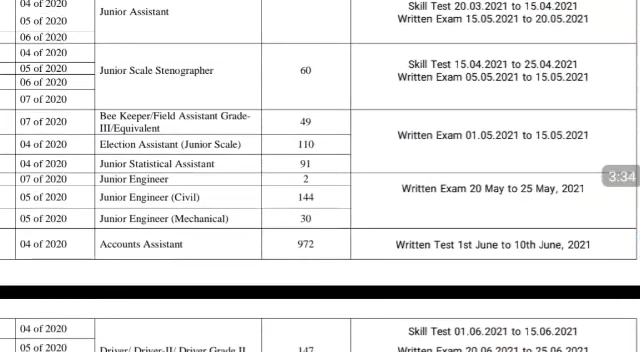 04 of 2020
05 of 2020
06 of 2020
Junior Assistant
Skill Test 20.03.2021 to 15.04.2021
Written Exam 15.05.2021 to 20.05.2021
04 of 2020
05 of 2020
06 of 2020
07 of 2020
Junior Scale Stenographer
60
Skill Test 15.04.2021 to 25.04.2021
Written Exam 05.05.2021 to 15.05.2021
07 of 2020
Bee Keeper/Field Assistant Grade-
III/Equivalent
49
04 of 2020
Election Assistant (Junior Scale)
110
Written Exam 01.05.2021 to 15.05.2021
04 of 2020
Junior Statistical Assistant
91
07 of 2020
Junior Engineer
2
3:34
05 of 2020
Junior Engineer (Civil)
144
Written Exam 20 May to 25 May, 2021
05 of 2020
Junior Engineer (Mechanical)
30
04 of 2020
Accounts Assistant
972
Written Test 1st June to 10th June, 2021
04 of 2020
Skill Test 01.06.2021 to 15.06.2021
05 of 2020
Driver/ Driver-II/ Driver Grade II
147
Written Exam 20.06.2021 to 25.06.2021